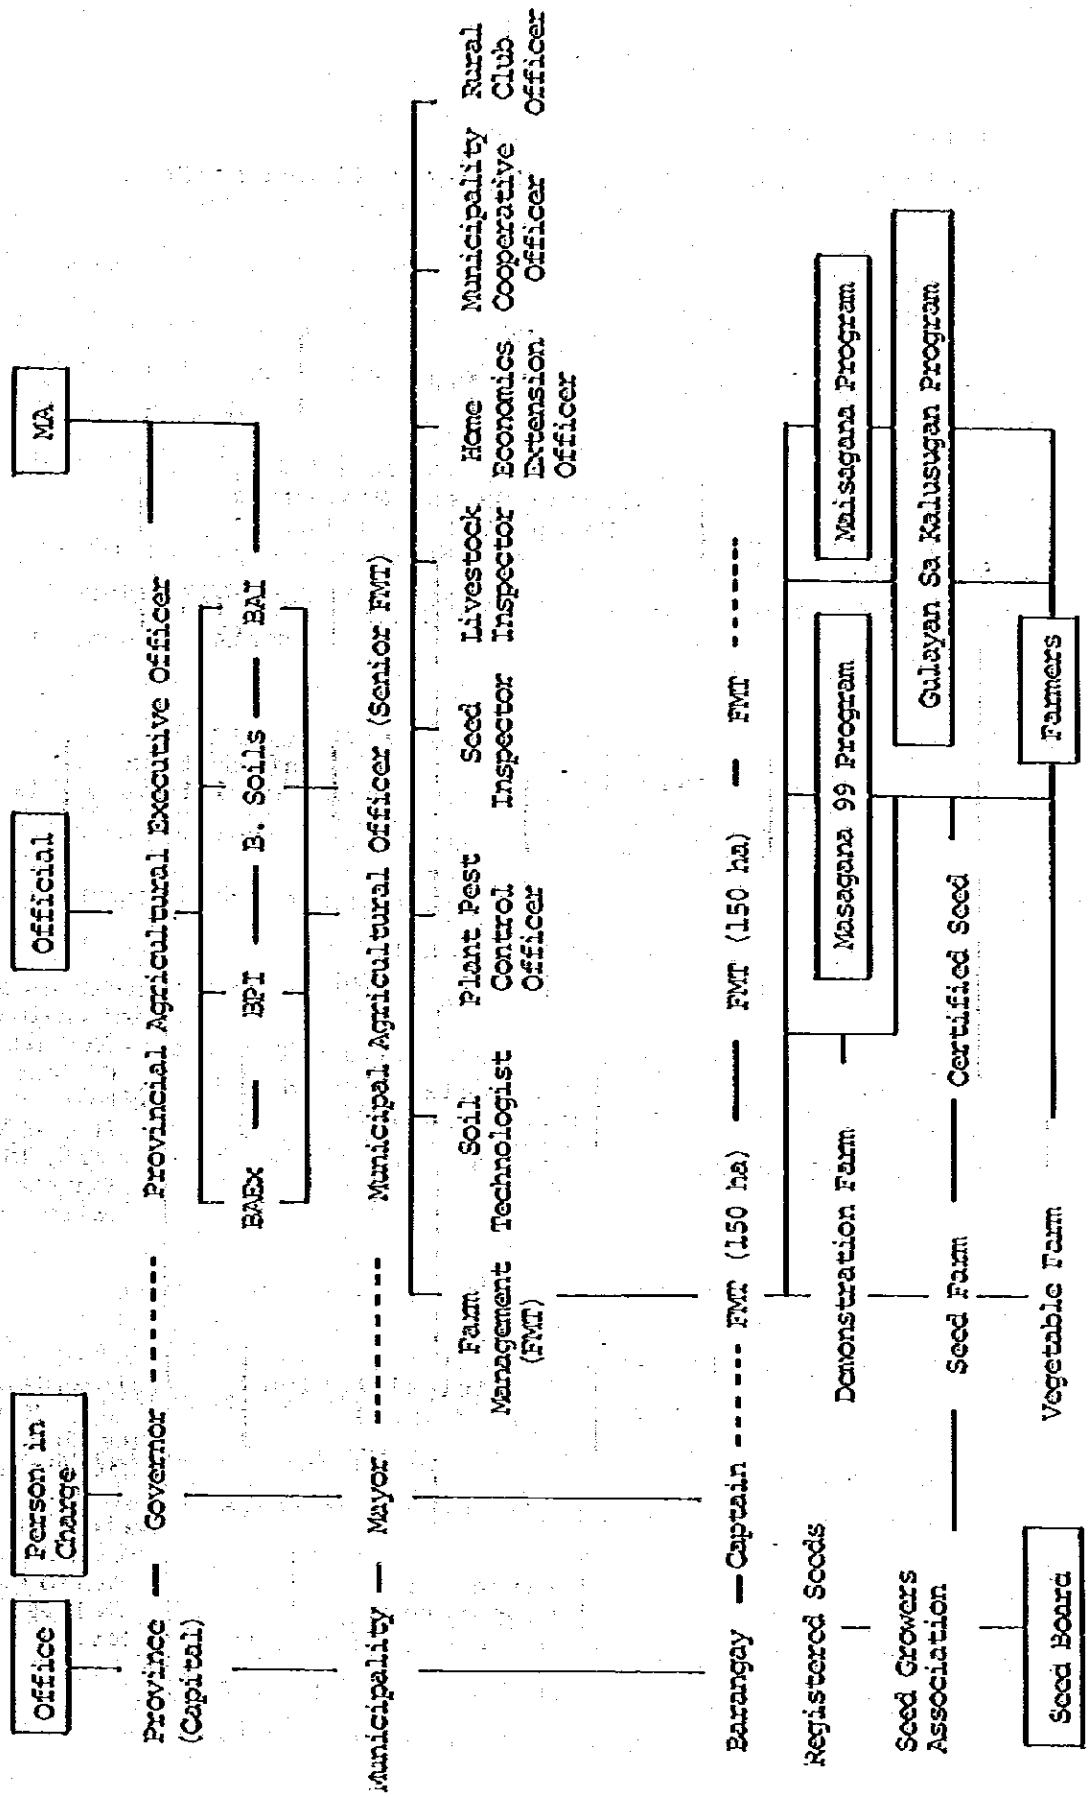 Office
Person in
Charge
Official
MA
Province
(Capital)
Governor
Provincial Agricultural Executive Officer
BAEx
BPI
B. Soils
BAI
Municipality
Mayor
Municipal Agricultural Officer (Senior FMT)
Farm
Management
(FMT)
Soil
Technologist
Plant Pest
Control
Officer
Seed
Inspector
Livestock
Inspector
Home
Economics
Extension
Officer
Municipality
Cooperative
Officer
Rural
Club
Officer
Barangay
Captain
FMT (150 ha)
FMT (150 ha)
FMT
Registered Seeds
Demonstration Farm
Masagana 99 Program
Maisagana Program
Seed Growers
Association
Gulayan Sa Kalusugan Program
Seed Farm
Certified Seed
Seed Board
Vegetable Farm
Farmers